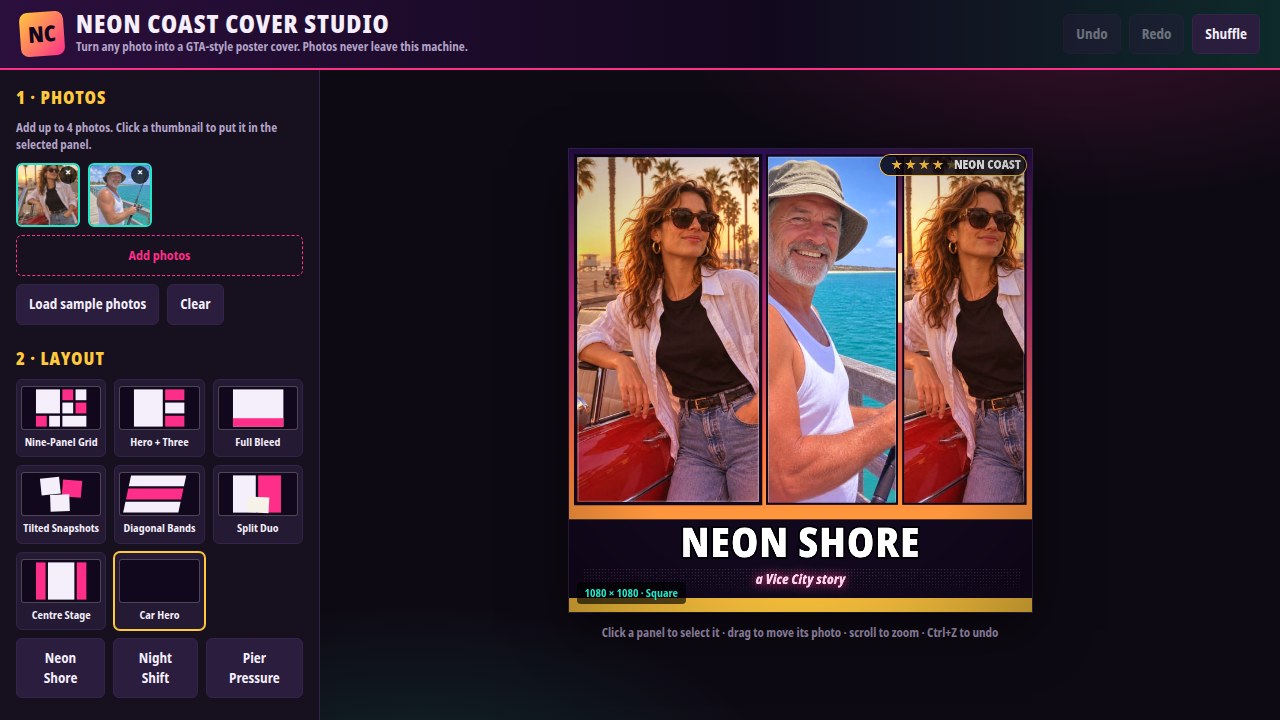 NC
NEON COAST COVER STUDIO
Turn any photo into a GTA-style poster cover. Photos never leave this machine.
Undo
Redo
Shuffle
1 · PHOTOS
Add up to 4 photos. Click a thumbnail to put it in the
selected panel.
×
×
Add photos
Load sample photos
Clear
2 · LAYOUT
Nine-Panel Grid
Hero + Three
Full Bleed
Tilted Snapshots
Diagonal Bands
Split Duo
Centre Stage
Car Hero
Neon
Shore
Night
Shift
Pier
Pressure
★★★★★ NEON COAST
NEON SHORE
a Vice City story
1080 × 1080 · Square
Click a panel to select it · drag to move its photo · scroll to zoom · Ctrl+Z to undo